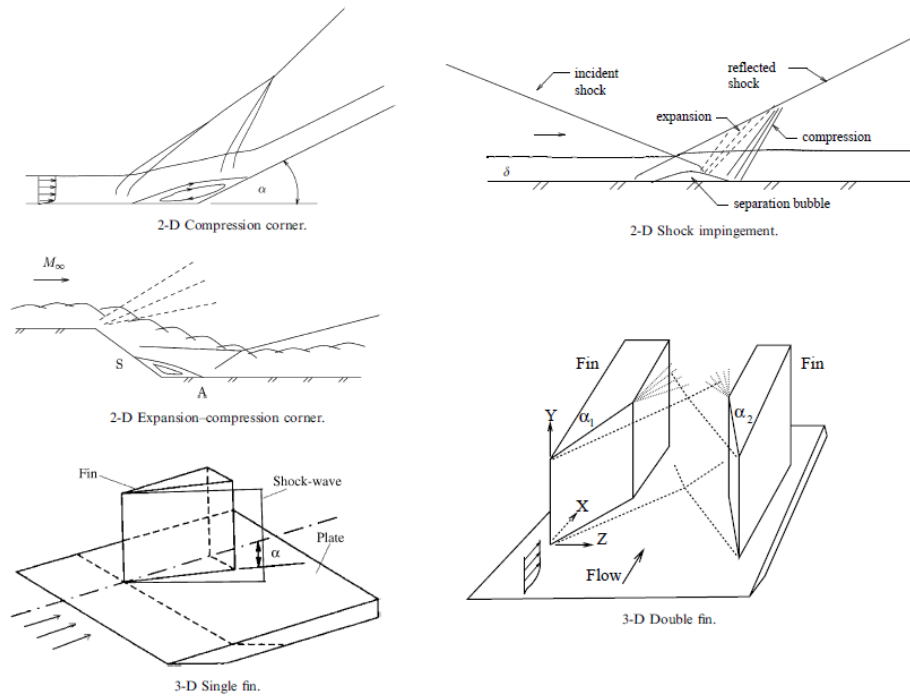 α
2-D Compression corner.
incident
shock
reflected
shock
expansion
compression
δ
separation bubble
2-D Shock impingement.
M∞
S
A
2-D Expansion–compression corner.
Fin
Shock-wave
α
Plate
3-D Single fin.
Fin
Fin
Y
α1
α2
X
Z
Flow
3-D Double fin.